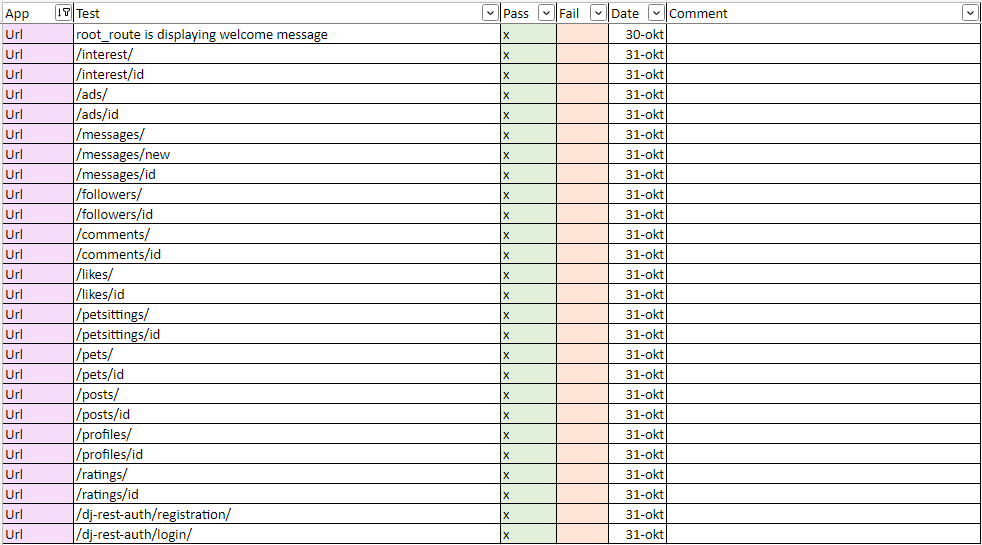 App Test Pass Fail Date Comment
Url root_route is displaying welcome message x 30-okt
Url /interest/ x 31-okt
Url /interest/id x 31-okt
Url /ads/ x 31-okt
Url /ads/id x 31-okt
Url /messages/ x 31-okt
Url /messages/new x 31-okt
Url /messages/id x 31-okt
Url /followers/ x 31-okt
Url /followers/id x 31-okt
Url /comments/ x 31-okt
Url /comments/id x 31-okt
Url /likes/ x 31-okt
Url /likes/id x 31-okt
Url /petsittings/ x 31-okt
Url /petsittings/id x 31-okt
Url /pets/ x 31-okt
Url /pets/id x 31-okt
Url /posts/ x 31-okt
Url /posts/id x 31-okt
Url /profiles/ x 31-okt
Url /profiles/id x 31-okt
Url /ratings/ x 31-okt
Url /ratings/id x 31-okt
Url /dj-rest-auth/registration/ x 31-okt
Url /dj-rest-auth/login/ x 31-okt